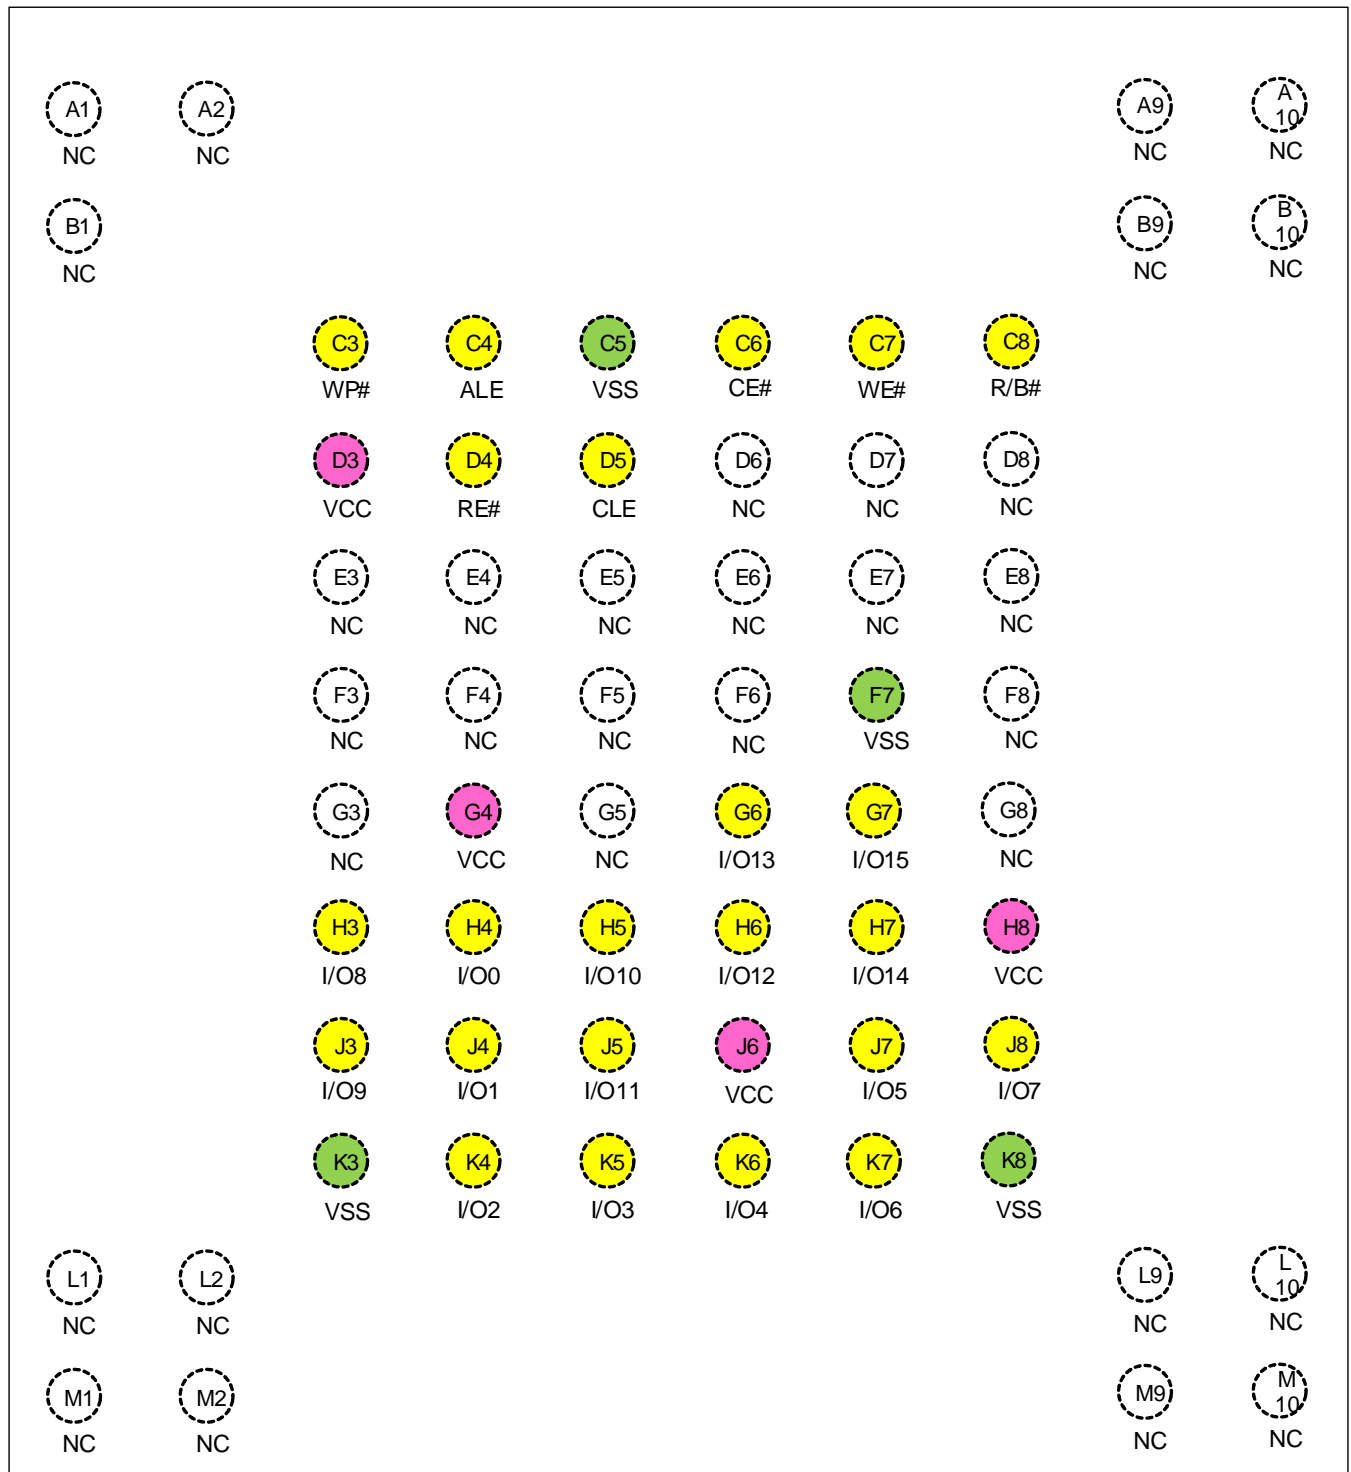 A1 A2 A9 A 10
NC NC NC NC
B1 B9 B 10
NC NC NC
C3 C4 C5 C6 C7 C8
WP# ALE VSS CE# WE# R/B#
D3 D4 D5 D6 D7 D8
VCC RE# CLE NC NC NC
E3 E4 E5 E6 E7 E8
NC NC NC NC NC NC
F3 F4 F5 F6 F7 F8
NC NC NC NC VSS NC
G3 G4 G5 G6 G7 G8
NC VCC NC I/O13 I/O15 NC
H3 H4 H5 H6 H7 H8
I/O8 I/O0 I/O10 I/O12 I/O14 VCC
J3 J4 J5 J6 J7 J8
I/O9 I/O1 I/O11 VCC I/O5 I/O7
K3 K4 K5 K6 K7 K8
VSS I/O2 I/O3 I/O4 I/O6 VSS
L1 L2 L9 L 10
NC NC NC NC
M1 M2 M9 M 10
NC NC NC NC